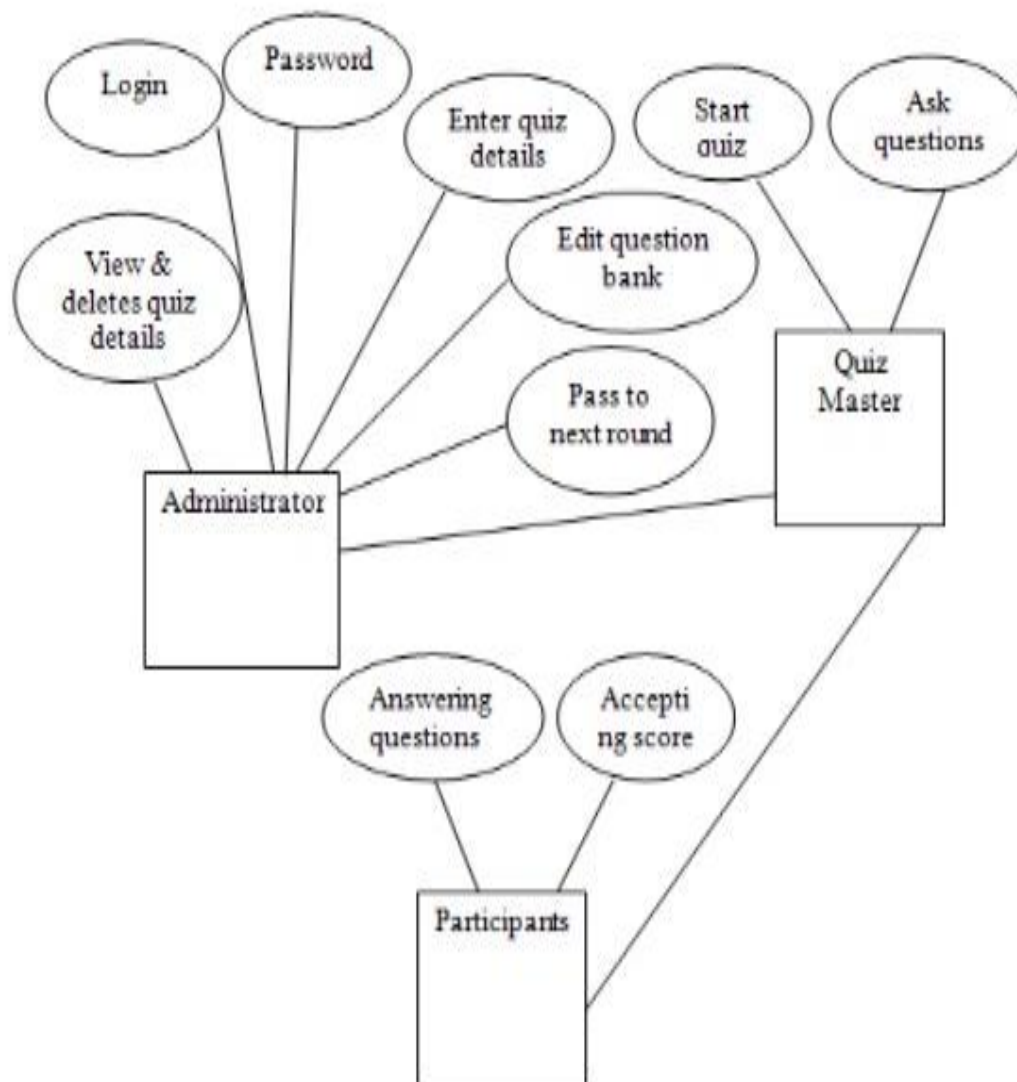 Login
Password
Enter quiz
details
Start
quiz
Ask
questions
View &
deletes quiz
details
Edit question
bank
Pass to
next round
Quiz
Master
Administrator
Answering
questions
Accepti
ng score
Participants